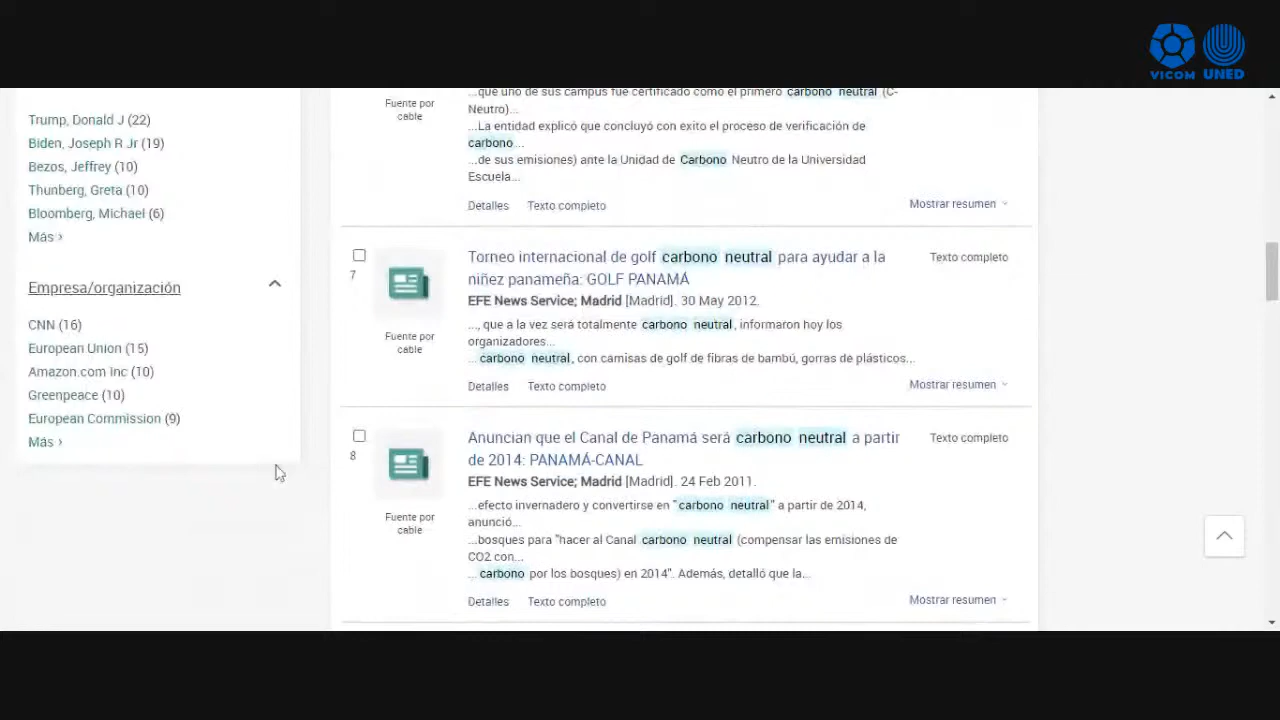 VICOM UNED
Trump, Donald J (22)
Biden, Joseph R Jr (19)
Bezos, Jeffrey (10)
Thunberg, Greta (10)
Bloomberg, Michael (6)
Más ›
Empresa/organización
CNN (16)
European Union (15)
Amazon.com Inc (10)
Greenpeace (10)
European Commission (9)
Más ›
Fuente por
cable
...que uno de sus campus fue certificado como el primero carbono neutral (C-
Neutro)...
...La entidad explicó que concluyó con exito el proceso de verificación de
carbono...
...de sus emisiones) ante la Unidad de Carbono Neutro de la Universidad
Escuela...
Detalles Texto completo Mostrar resumen
7
Fuente por
cable
Torneo internacional de golf carbono neutral para ayudar a la
niñez panameña: GOLF PANAMÁ
Texto completo
EFE News Service; Madrid [Madrid]. 30 May 2012.
..., que a la vez será totalmente carbono neutral, informaron hoy los
organizadores...
...carbono neutral, con camisas de golf de fibras de bambú, gorras de plásticos...
Detalles Texto completo Mostrar resumen
8
Fuente por
cable
Anuncian que el Canal de Panamá será carbono neutral a partir
de 2014: PANAMÁ-CANAL
Texto completo
EFE News Service; Madrid [Madrid]. 24 Feb 2011.
...efecto invernadero y convertirse en "carbono neutral" a partir de 2014,
anunció...
...bosques para "hacer al Canal carbono neutral (compensar las emisiones de
CO2 con...
...carbono por los bosques) en 2014". Además, detalló que la...
Detalles Texto completo Mostrar resumen